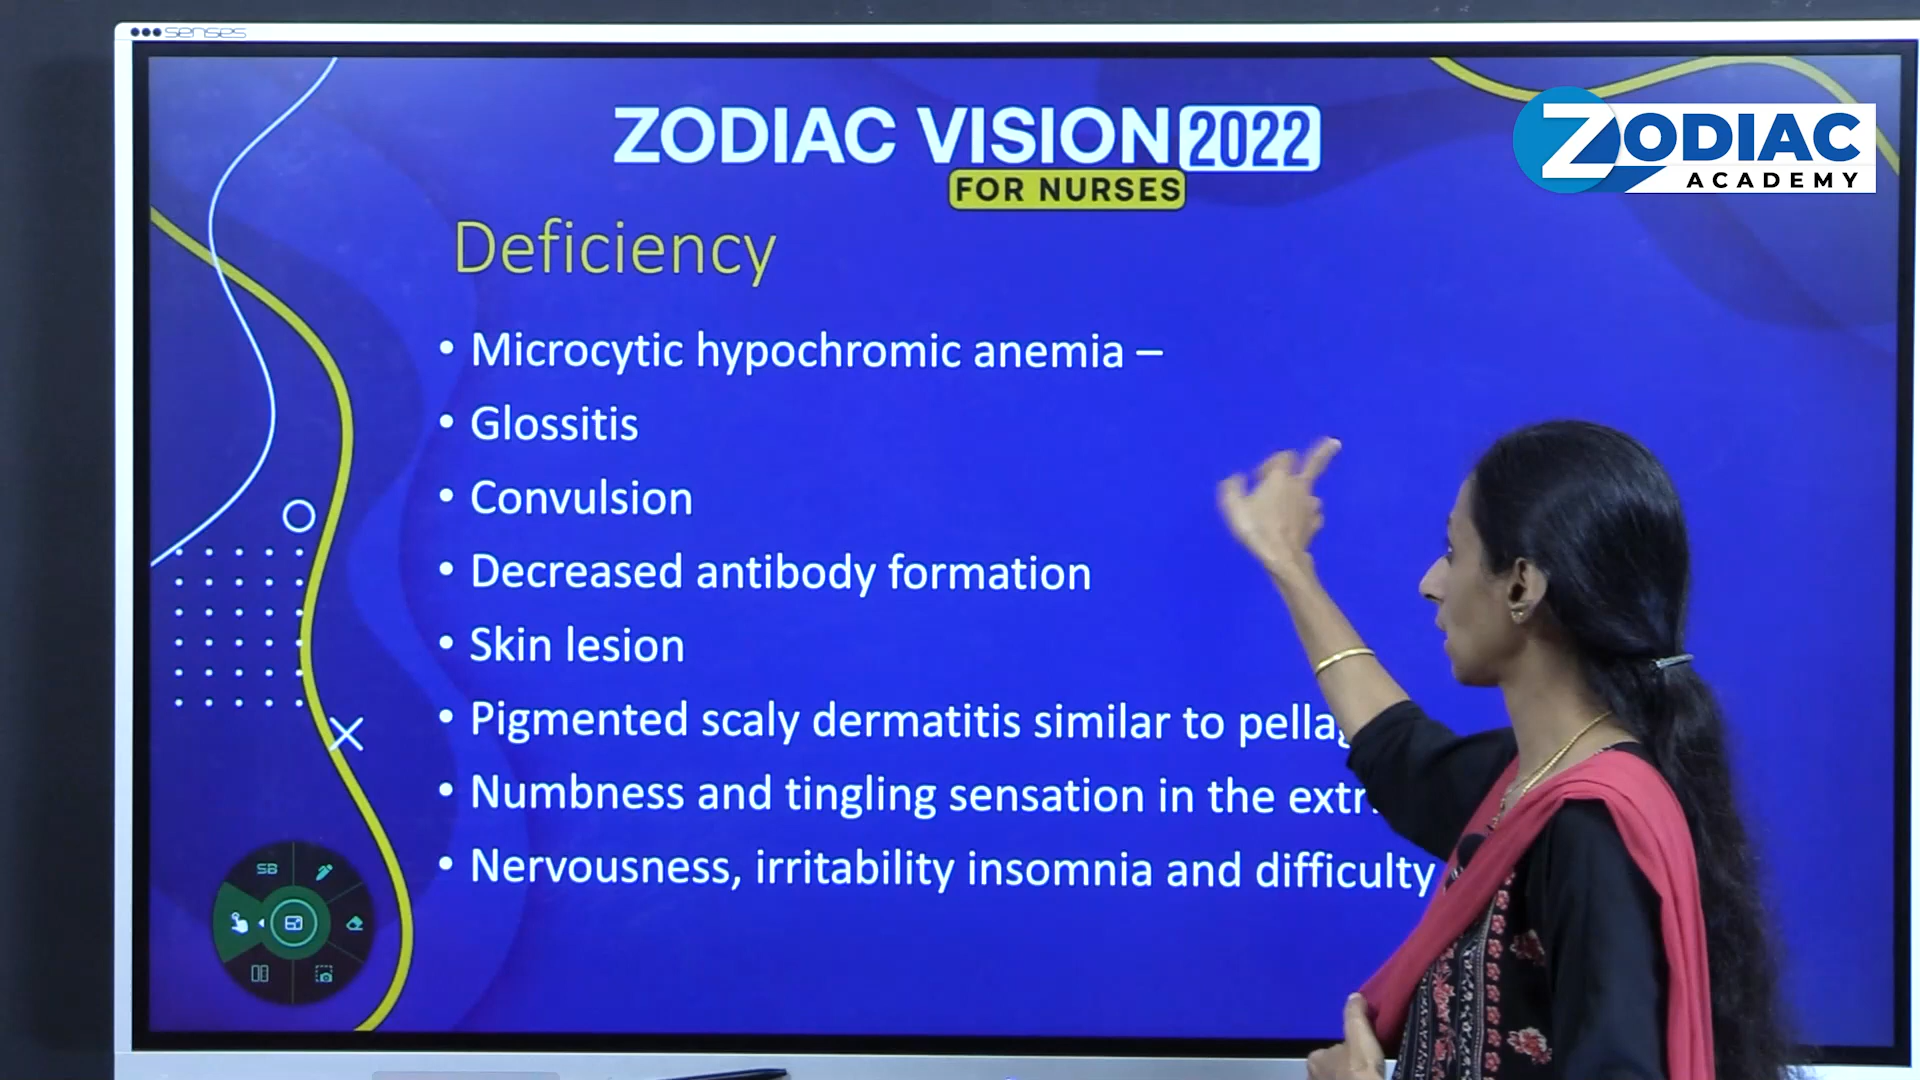 senses
ZODIAC VISION 2022
FOR NURSES
ZODIAC
ACADEMY
Deficiency
• Microcytic hypochromic anemia –
• Glossitis
• Convulsion
• Decreased antibody formation
• Skin lesion
• Pigmented scaly dermatitis similar to
• Numbness and tingling sensation in the
• Nervousness, irritability insomnia and difficulty
SB